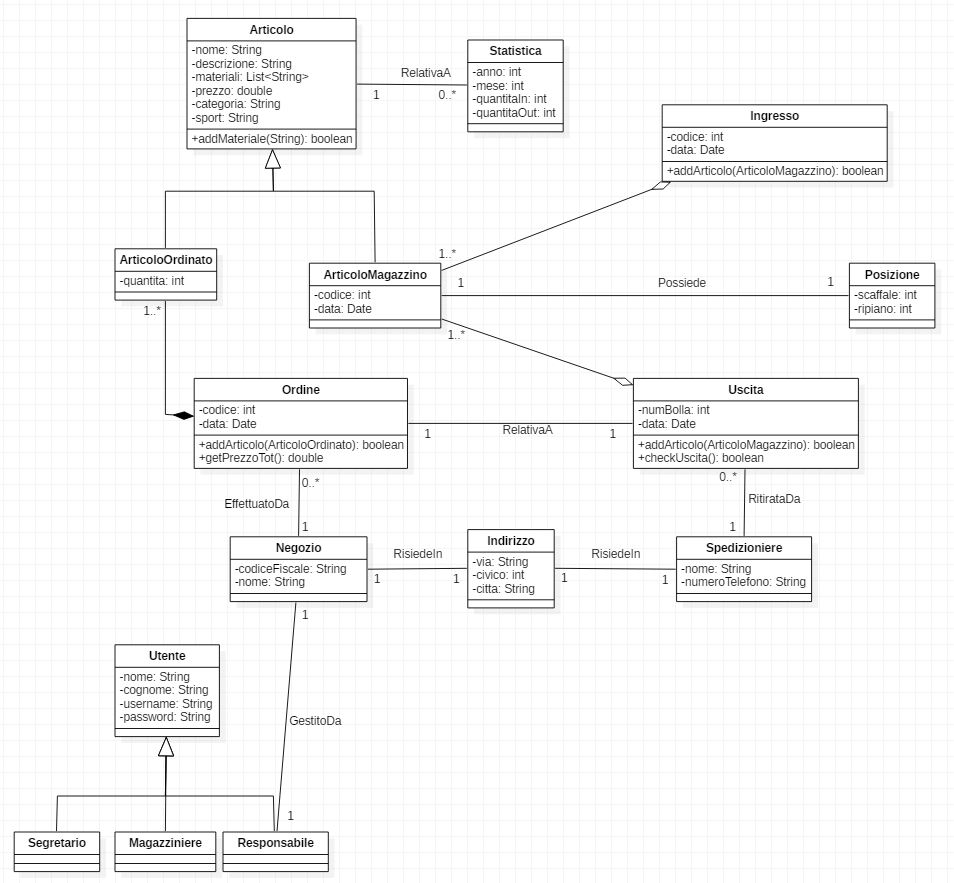 Articolo
-nome: String
-descrizione: String
-materiali: List<String>
-prezzo: double
-categoria: String
-sport: String
+addMateriale(String): boolean
RelativaA
1
0..*
Statistica
-anno: int
-mese: int
-quantitaIn: int
-quantitaOut: int
Ingresso
-codice: int
-data: Date
+addArticolo(ArticoloMagazzino): boolean
ArticoloOrdinato
-quantita: int
1..*
ArticoloMagazzino
-codice: int
-data: Date
1..*
1
Possiede
1
1..*
Posizione
-scaffale: int
-ripiano: int
Ordine
-codice: int
-data: Date
+addArticolo(ArticoloOrdinato): boolean
+getPrezzoTot(): double
1
RelativaA
1
Uscita
-numBolla: int
-data: Date
+addArticolo(ArticoloMagazzino): boolean
+checkUscita(): boolean
0..*
EffettuatoDa
1
0..*
RitirataDa
1
Negozio
-codiceFiscale: String
-nome: String
RisiedeIn
1
1
Indirizzo
-via: String
-civico: int
-citta: String
RisiedeIn
1
1
Spedizioniere
-nome: String
-numeroTelefono: String
1
GestitoDa
1
Utente
-nome: String
-cognome: String
-username: String
-password: String
Segretario
Magazziniere
Responsabile